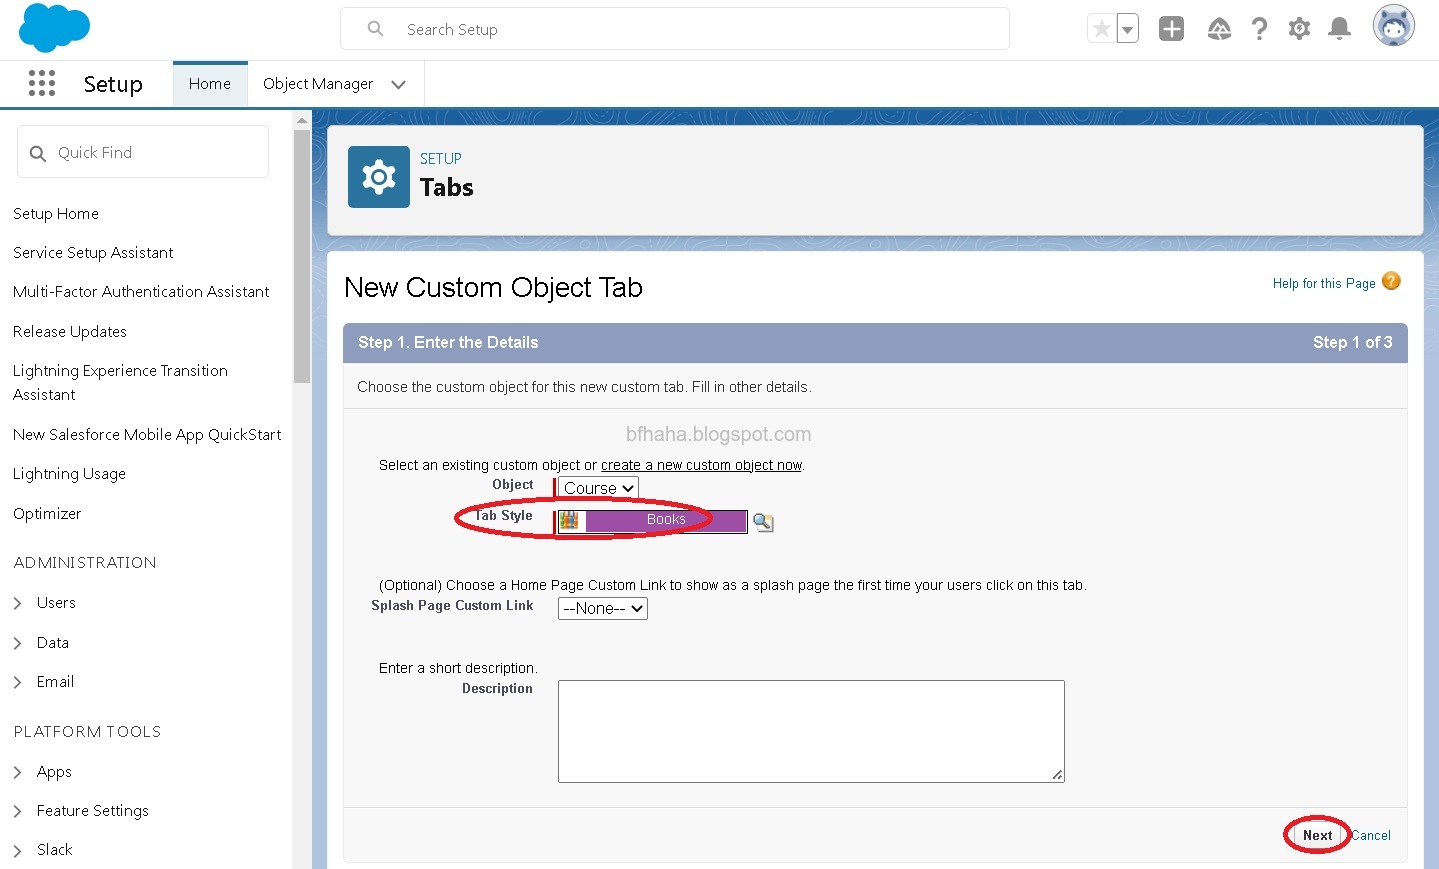 Search Setup
Setup
Home
Object Manager
Quick Find
Setup Home
Service Setup Assistant
Multi-Factor Authentication Assistant
Release Updates
Lightning Experience Transition
Assistant
New Salesforce Mobile App QuickStart
Lightning Usage
Optimizer
ADMINISTRATION
Users
Data
Email
PLATFORM TOOLS
Apps
Feature Settings
Slack
SETUP
Tabs
New Custom Object Tab
Help for this Page
Step 1. Enter the Details
Step 1 of 3
Choose the custom object for this new custom tab. Fill in other details.
bfhaha.blogspot.com
Select an existing custom object or create a new custom object now.
Object
Course
Tab Style
Books
(Optional) Choose a Home Page Custom Link to show as a splash page the first time your users click on this tab.
Splash Page Custom Link
--None--
Enter a short description.
Description
Next
Cancel